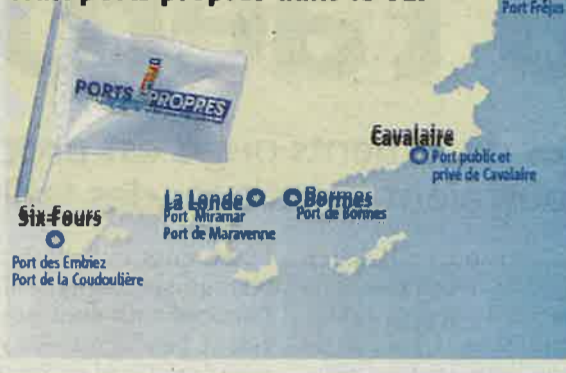 Port Fréjus
PORTS PROPRES
Cavalaire
Port public et
privé de Cavalaire
La Londe
Port Miramar
Port de Maravenne
Bormes
Port de Bormes
Six-Fours
Port des Embiez
Port de la Coudoulière